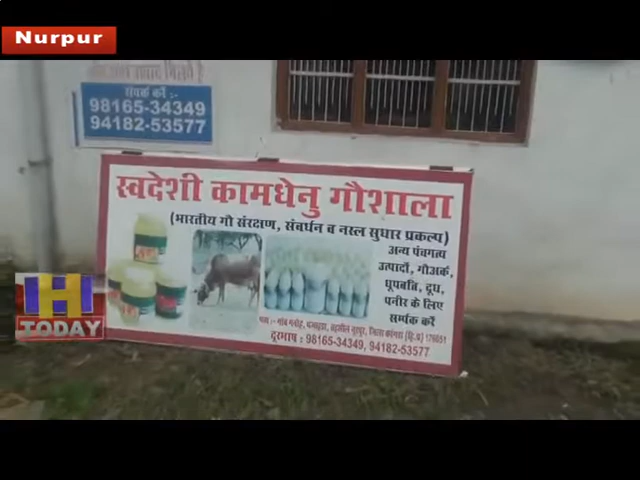 Nurpur
संपर्क करें :-
98165-34349
94182-53577
स्वदेशी कामधेनु गौशाला
(भारतीय गौ संरक्षण, संवर्धन व नस्ल सुधार प्रकल्प)
अन्य पंचगव्य
उत्पादों, गौअर्क,
धूपबत्ति, दूध,
पनीर के लिए
सम्पर्क करें
दूरभाष : 98165-34349, 94182-53577
H
TODAY